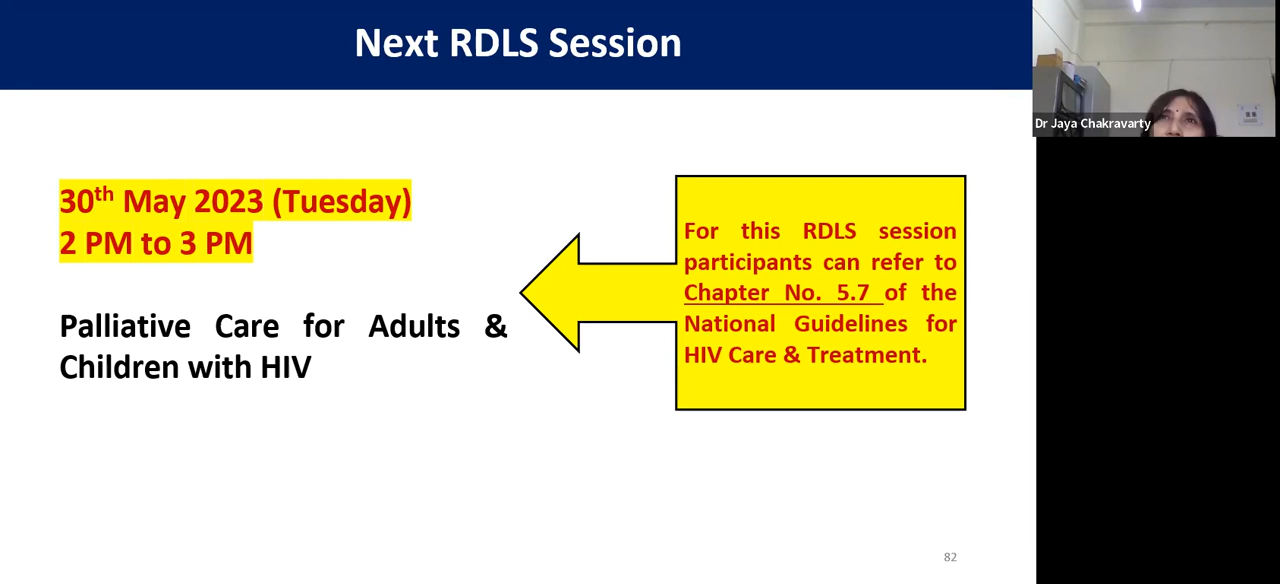 Next RDLS Session
Dr Jaya Chakravarty
30th May 2023 (Tuesday)
2 PM to 3 PM
Palliative Care for Adults &
Children with HIV
For this RDLS session
participants can refer to
Chapter No. 5.7 of the
National Guidelines for
HIV Care & Treatment.
82